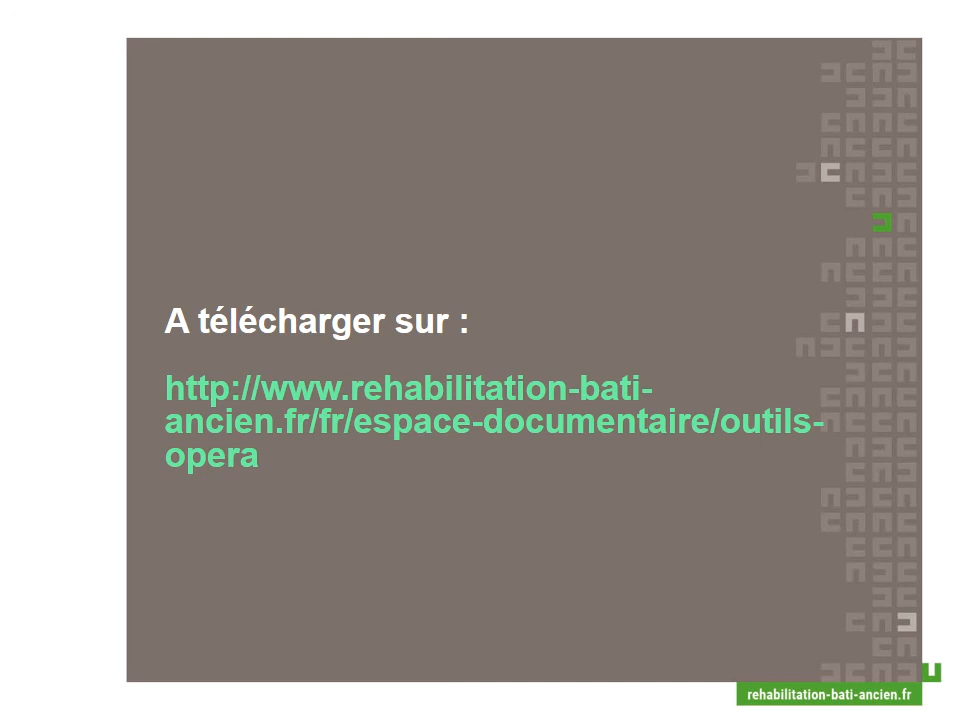 A télécharger sur :
http://www.rehabilitation-bati-
ancien.fr/fr/espace-documentaire/outils-
opera
rehabilitation-bati-ancien.fr